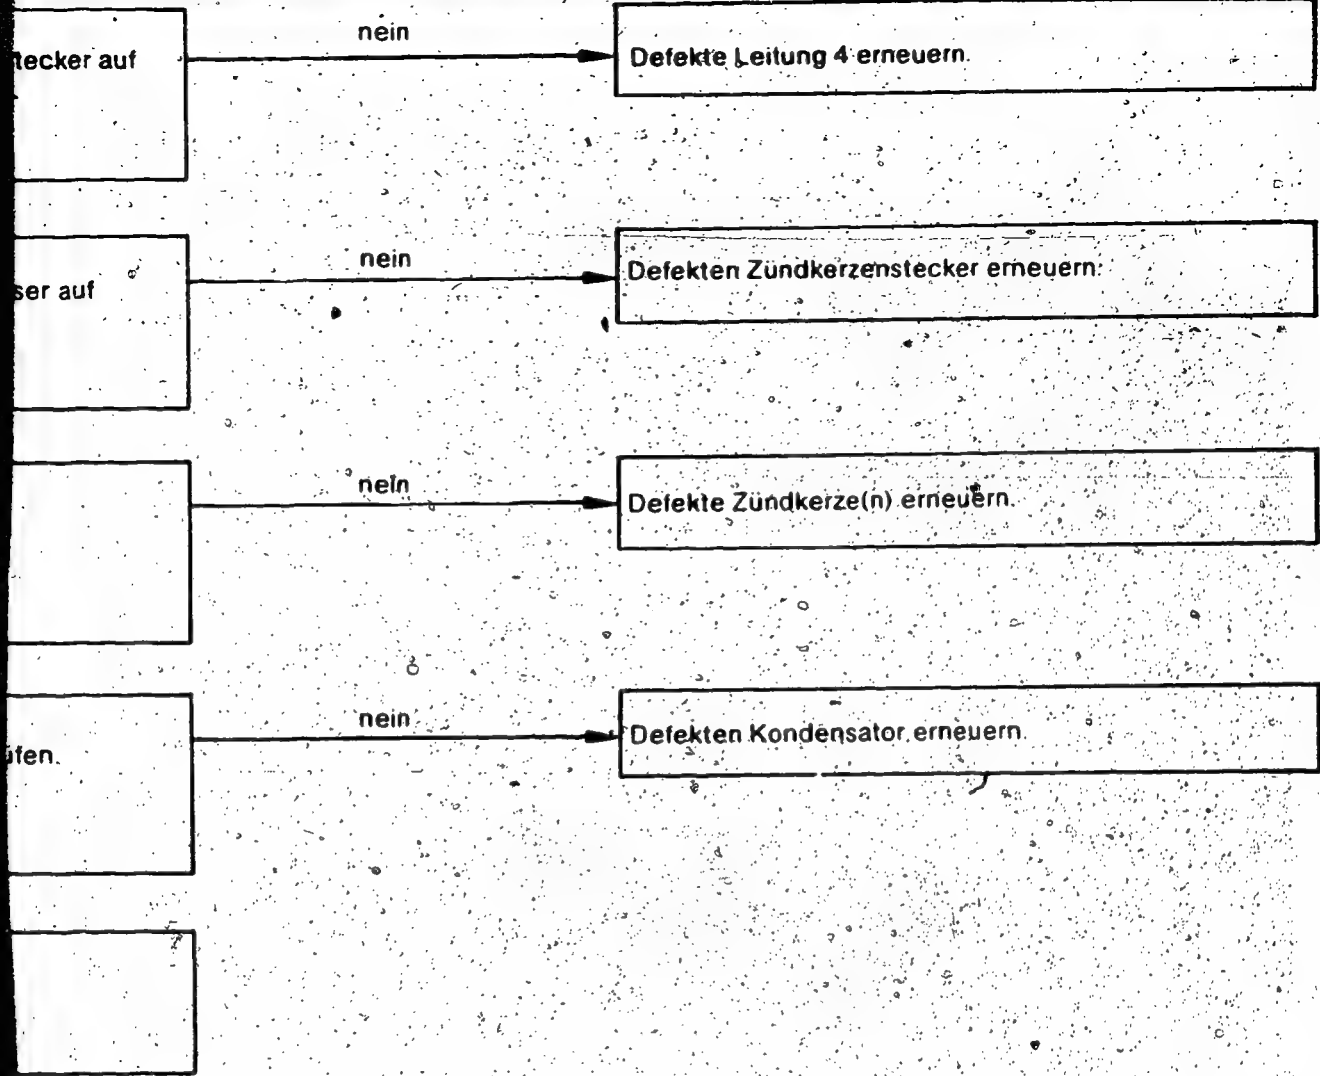 nein
tecker auf
Defekte Leitung 4 erneuern.
nein
ser auf
Defekten Zündkerzenstecker erneuern.
nein
Defekte Zündkerze(n) erneuern.
nein
üfen.
Defekten Kondensator erneuern.